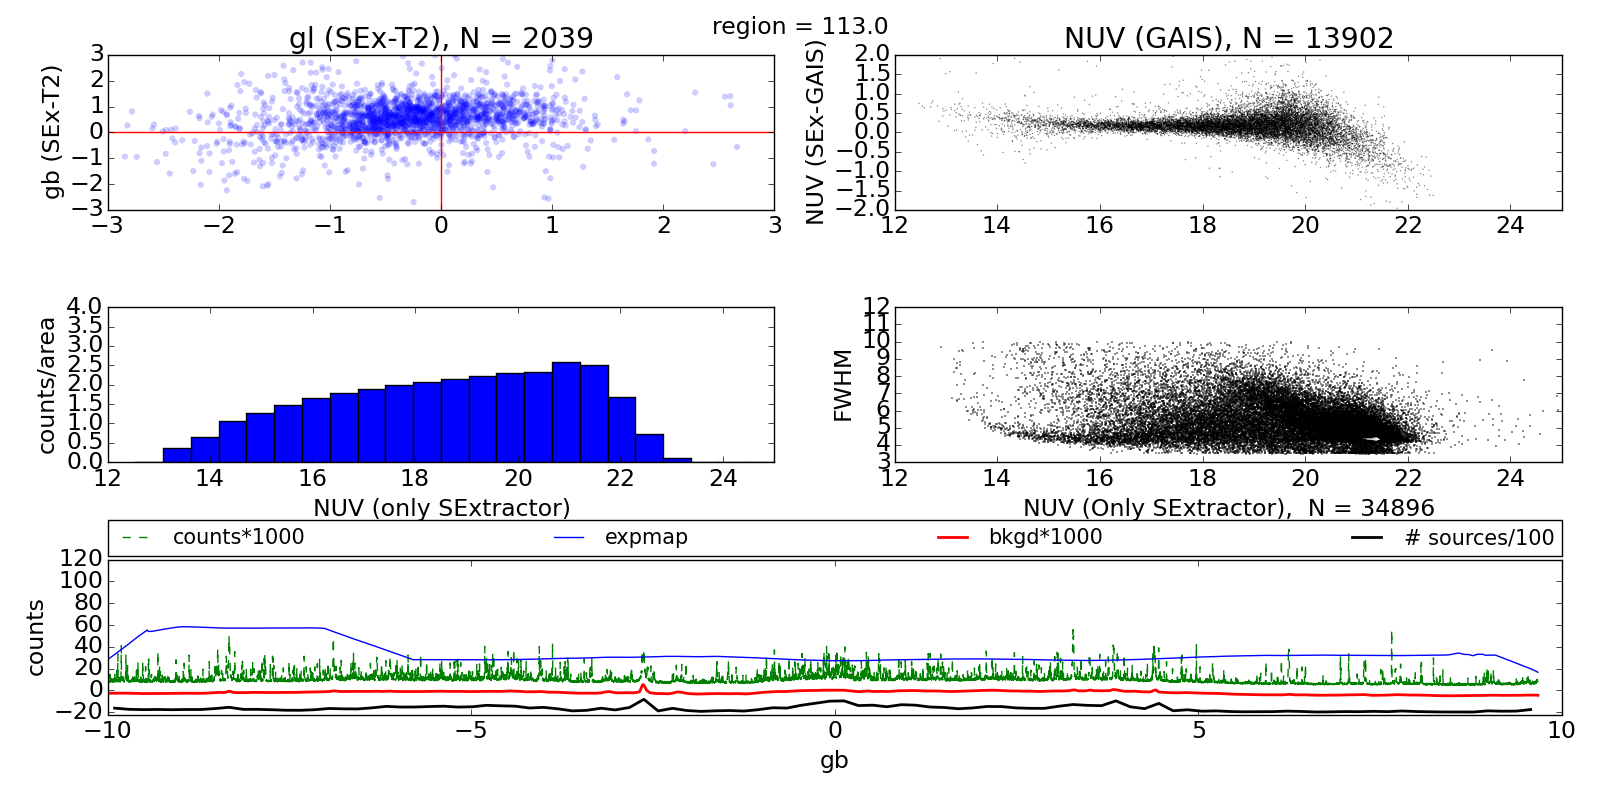 region = 113.0
gl (SEx-T2), N = 2039
3
2
1
0
−1
−2
−3
gb (SEx-T2)
−3 −2 −1 0 1 2 3
NUV (GAIS), N = 13902
2.0
1.5
1.0
0.5
0.0
−0.5
−1.0
−1.5
−2.0
NUV (SEx-GAIS)
12 14 16 18 20 22 24
4.0
3.5
3.0
2.5
2.0
1.5
1.0
0.5
0.0
counts/area
12 14 16 18 20 22 24
NUV (only SExtractor)
12
11
10
9
8
7
6
5
4
3
FWHM
12 14 16 18 20 22 24
NUV (Only SExtractor), N = 34896
counts*1000 expmap bkgd*1000 # sources/100
120
100
80
60
40
20
0
−20
counts
−10 −5 0 5 10
gb